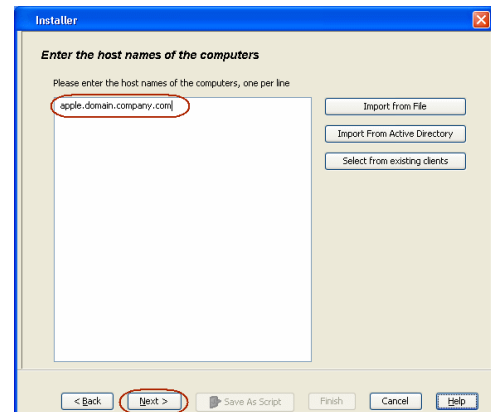 Installer
Enter the host names of the computers
Please enter the host names of the computers, one per line
apple.domain.company.com
Import from File
Import From Active Directory
Select from existing clients
< Back
Next >
Save As Script
Finish
Cancel
Help